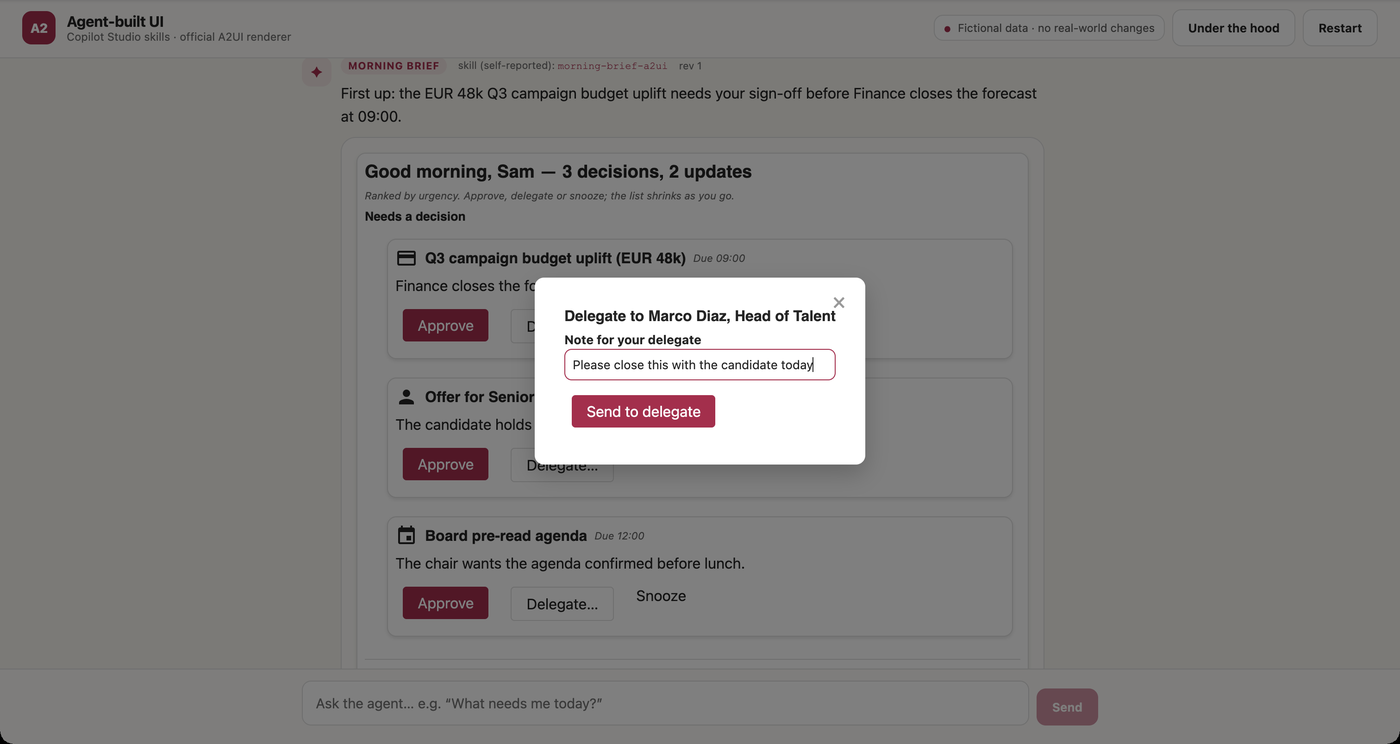 A2
Agent-built UI
Copilot Studio skills · official A2UI renderer
Fictional data · no real-world changes
Under the hood
Restart
MORNING BRIEF
skill (self-reported): morning-brief-a2ui
rev 1
First up: the EUR 48k Q3 campaign budget uplift needs your sign-off before Finance closes the forecast
at 09:00.
Good morning, Sam — 3 decisions, 2 updates
Ranked by urgency. Approve, delegate or snooze; the list shrinks as you go.
Needs a decision
Q3 campaign budget uplift (EUR 48k) Due 09:00
Finance closes the
Approve
Offer for Senior
The candidate holds
Approve
Delegate...
Delegate to Marco Diaz, Head of Talent
Note for your delegate
Please close this with the candidate today
Send to delegate
Board pre-read agenda Due 12:00
The chair wants the agenda confirmed before lunch.
Approve
Delegate...
Snooze
Ask the agent... e.g. “What needs me today?”
Send